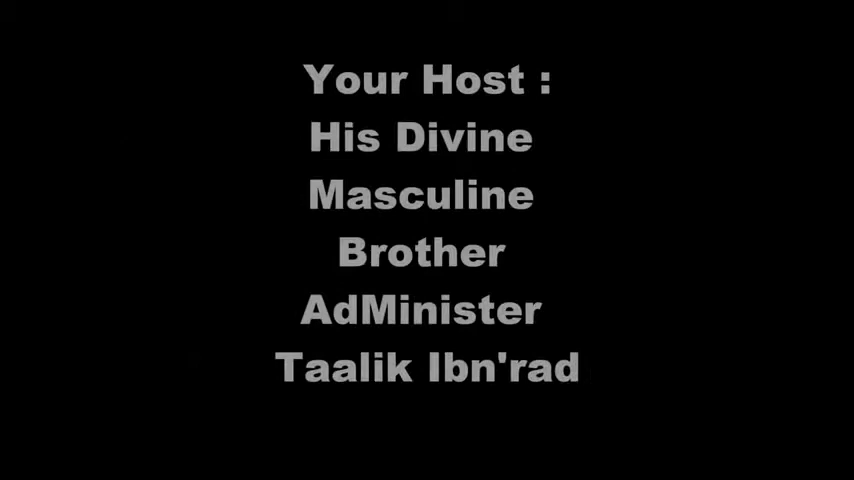 Your Host :
His Divine
Masculine
Brother
AdMinister
Taalik Ibn'rad